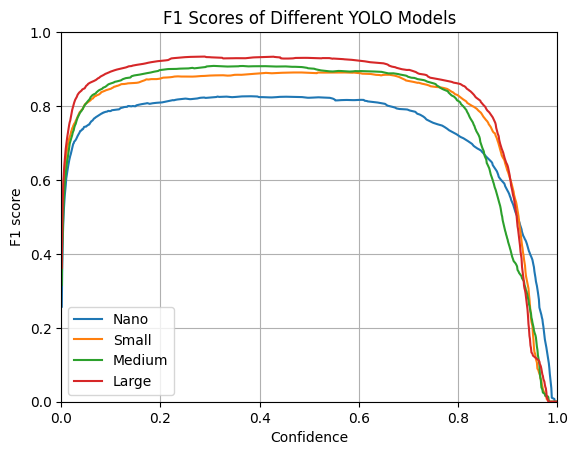 F1 Scores of Different YOLO Models
F1 score
1.0
0.8
0.6
0.4
0.2
0.0
Nano
Small
Medium
Large
0.0 0.2 0.4 0.6 0.8 1.0
Confidence